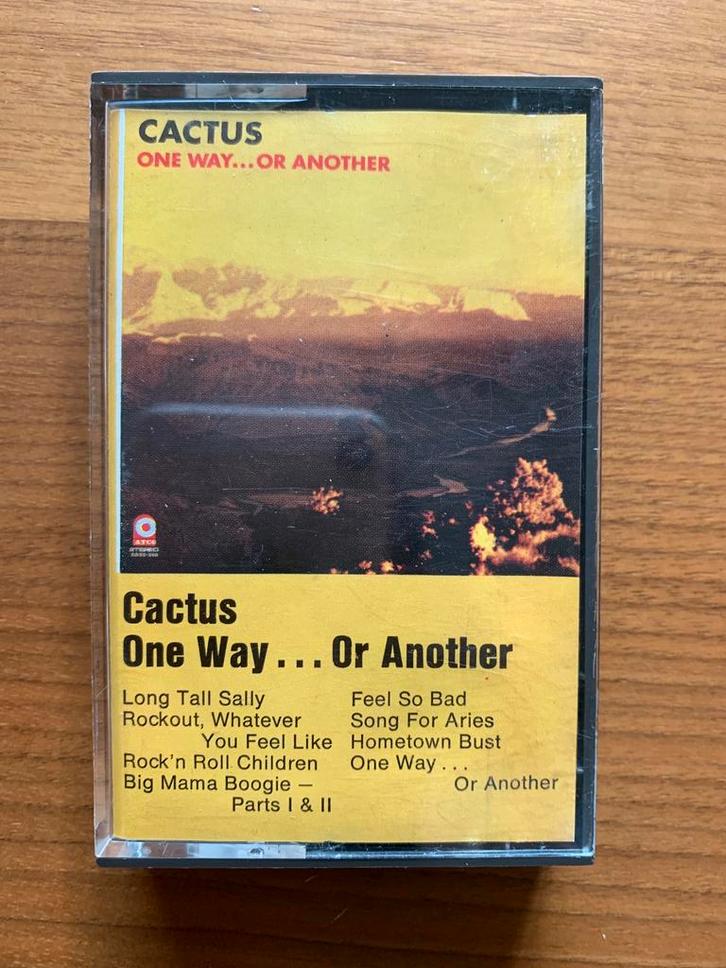 CACTUS
ONE WAY...OR ANOTHER
ATCO
STEREO
Cactus
One Way... Or Another
Long Tall Sally
Rockout, Whatever
You Feel Like
Rock'n Roll Children
Big Mama Boogie —
Parts I & II
Feel So Bad
Song For Aries
Hometown Bust
One Way...
Or Another